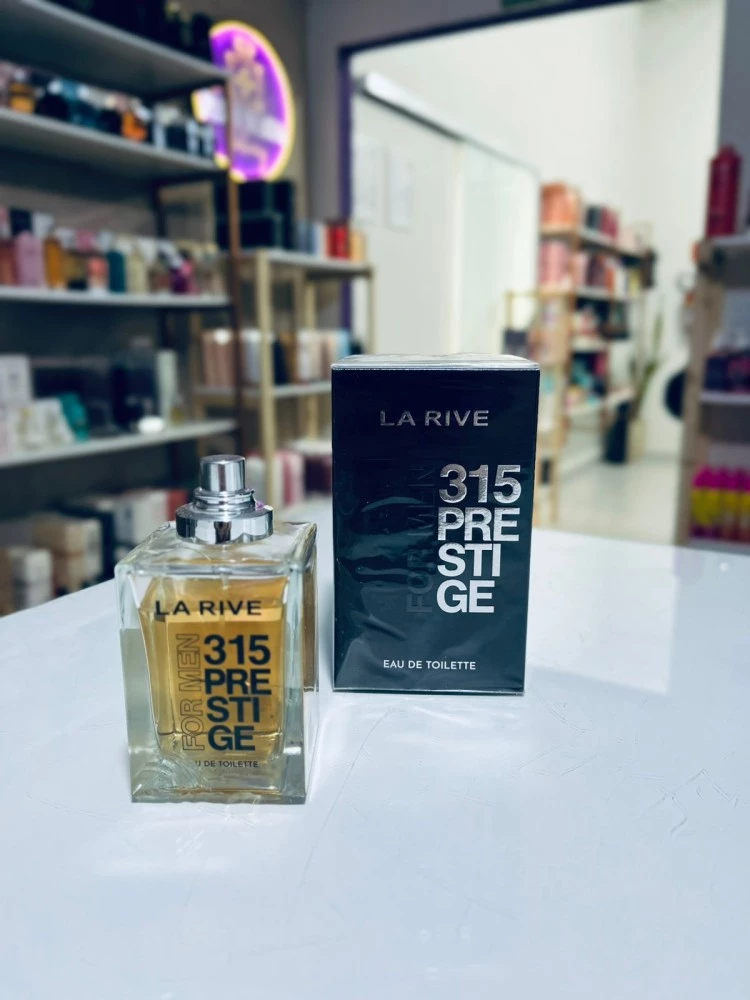 LA RIVE
FOR MEN
315
PRE
STI
GE
U DE TOILETTE
LA RIVE
FOR MEN
315
PRE
STI
GE
EAU DE TOILETTE